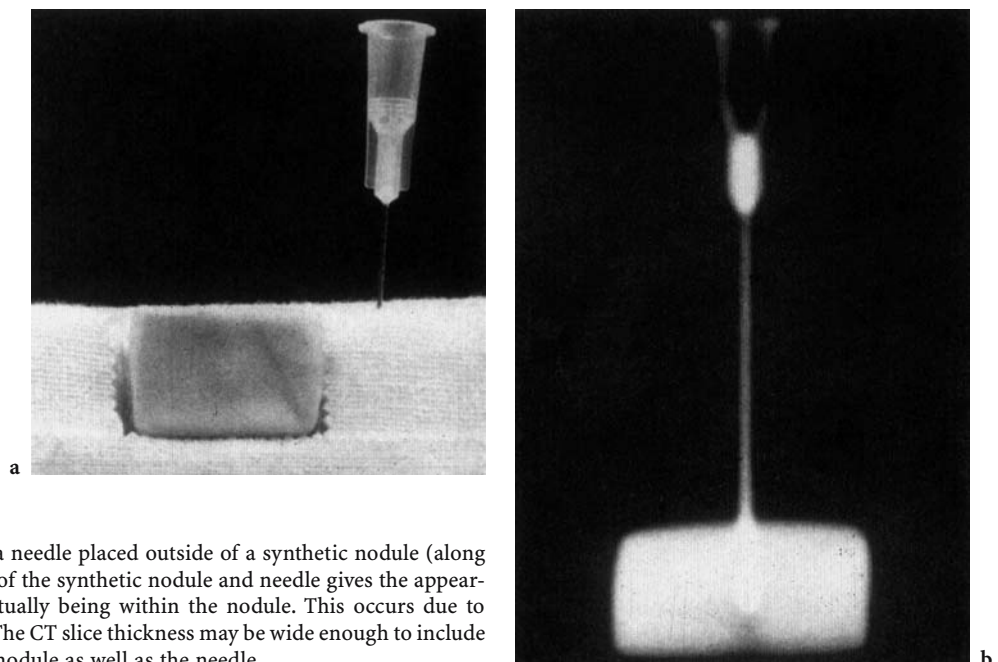 a
a needle placed outside of a synthetic nodule (along
of the synthetic nodule and needle gives the appear-
tually being within the nodule. This occurs due to
The CT slice thickness may be wide enough to include
nodule as well as the needle
b